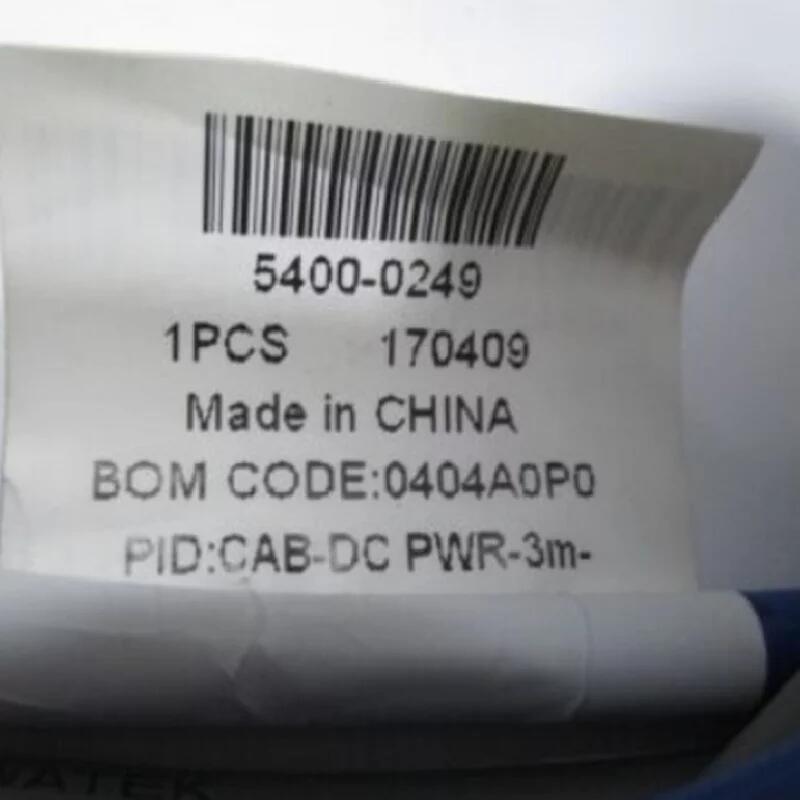 5400-0249
1PCS 170409
Made in CHINA
BOM CODE:0404A0P0
PID:CAB-DC PWR-3m-